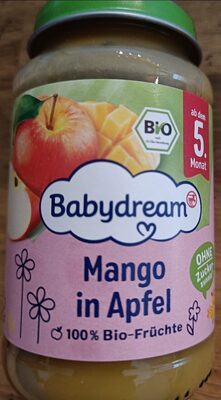 BIO
ab dem
5.
Monat
Babydream
Mango
in Apfel
100% Bio-Früchte
OHNE
Zucker-